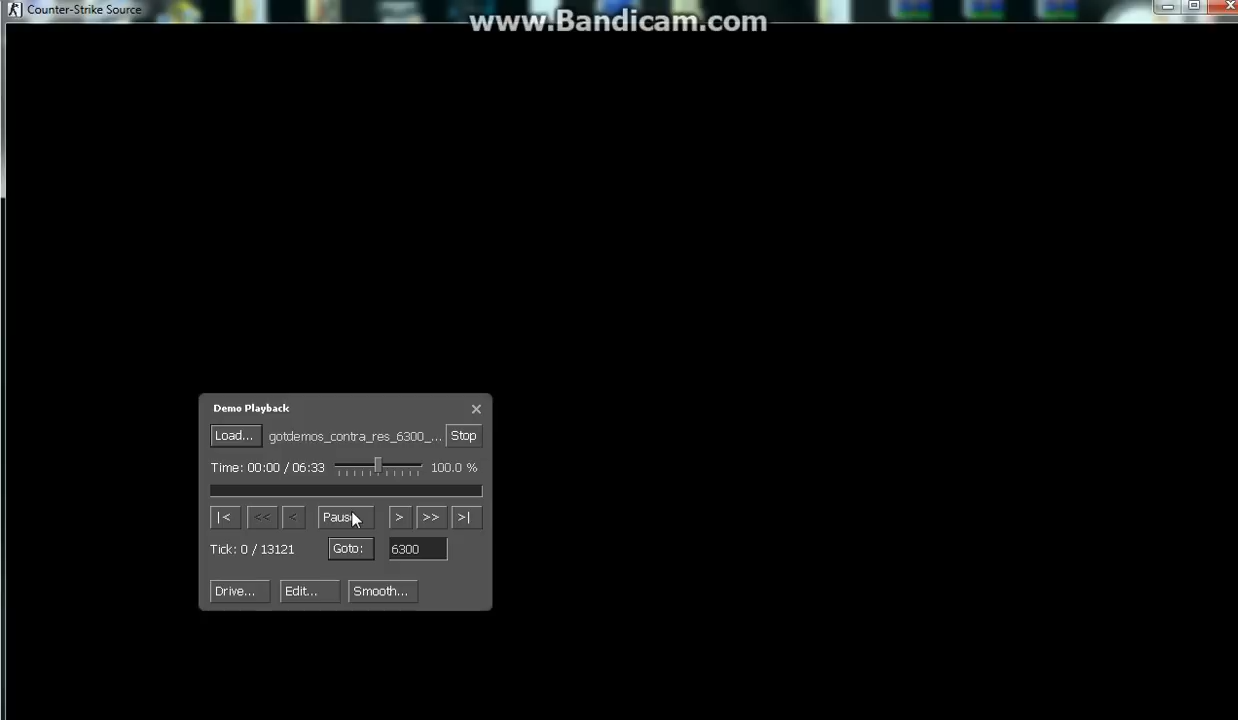 Counter-Strike Source
www.Bandicam.com
Demo Playback
Load... gotdemos_contra_res_6300_... Stop
Time: 00:00 / 06:33 100.0 %
|< << < Paus > >> >|
Tick: 0 / 13121 Goto: 6300
Drive... Edit... Smooth...